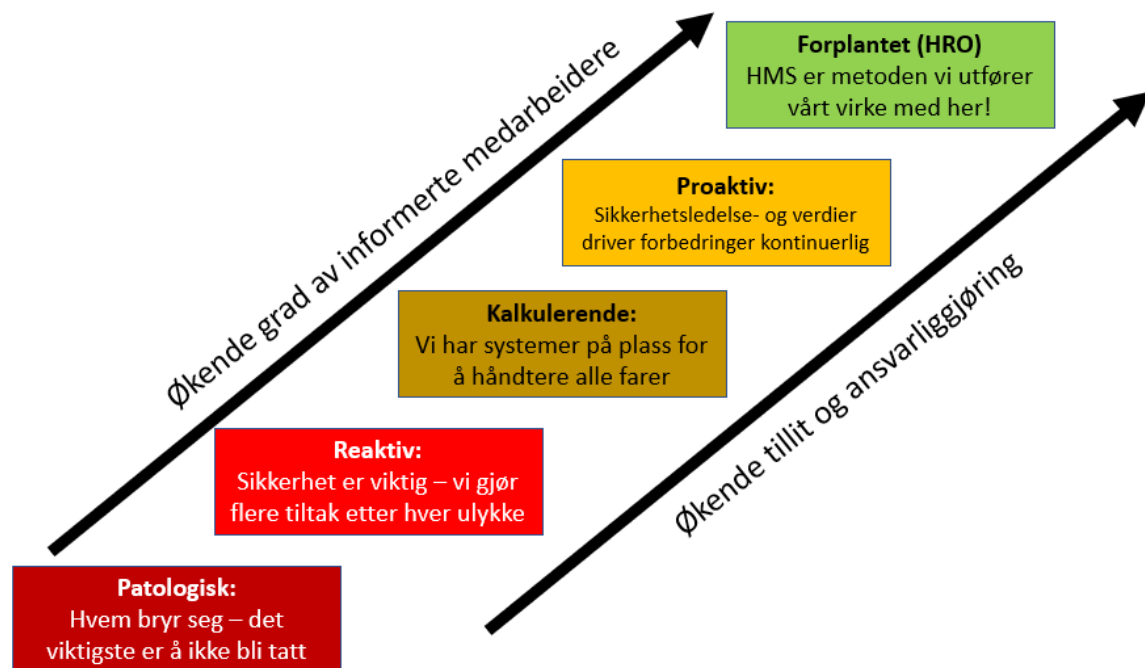 Forplantet (HRO)
HMS er metoden vi utfører
vårt virke med her!
Økende grad av informerte medarbeidere
Proaktiv:
Sikkerhetsledelse- og verdier
driver forbedringer kontinuerlig
Kalkulerende:
Vi har systemer på plass for
å håndtere alle farer
Økende tillit og ansvarliggjøring
Reaktiv:
Sikkerhet er viktig – vi gjør
flere tiltak etter hver ulykke
Patologisk:
Hvem bryr seg – det
viktigste er å ikke bli tatt